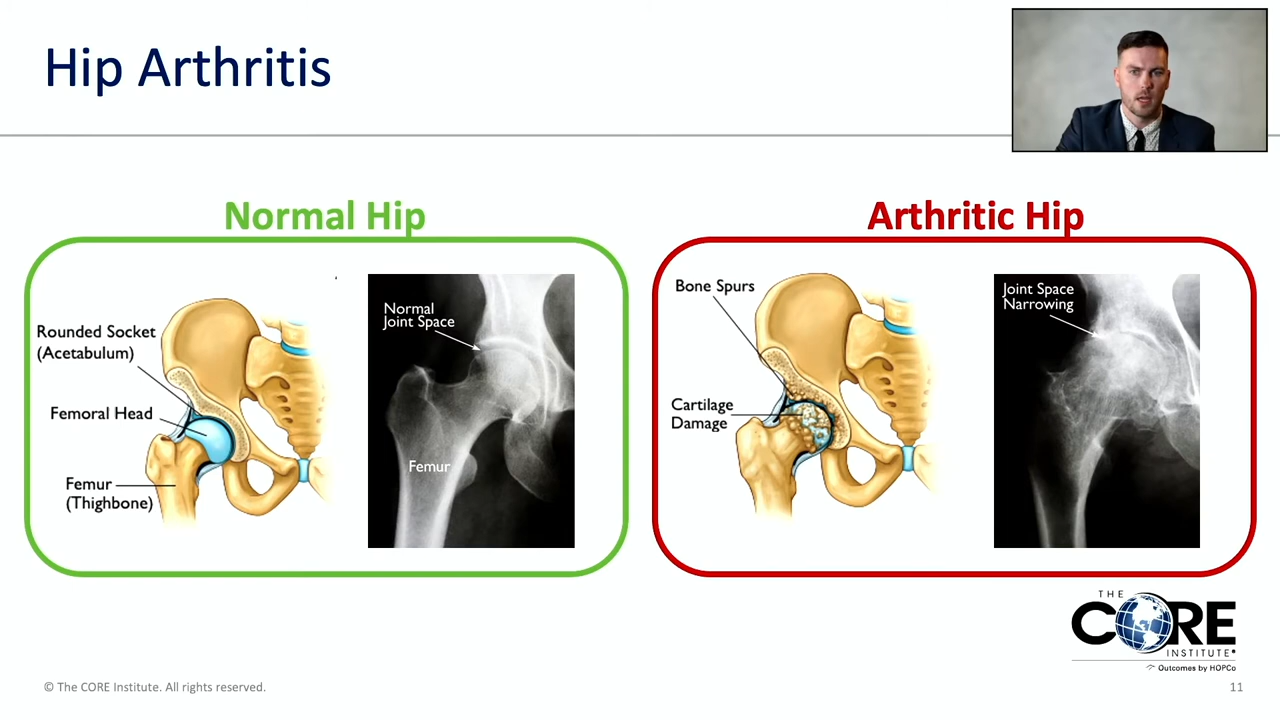 Hip Arthritis
Normal Hip
Rounded Socket
(Acetabulum)
Femoral Head
Femur
(Thighbone)
Normal
Joint Space
Femur
Arthritic Hip
Bone Spurs
Cartilage
Damage
Joint Space
Narrowing
THE
CORE
INSTITUTE®
Outcomes by HOPCo
© The CORE Institute. All rights reserved.
11